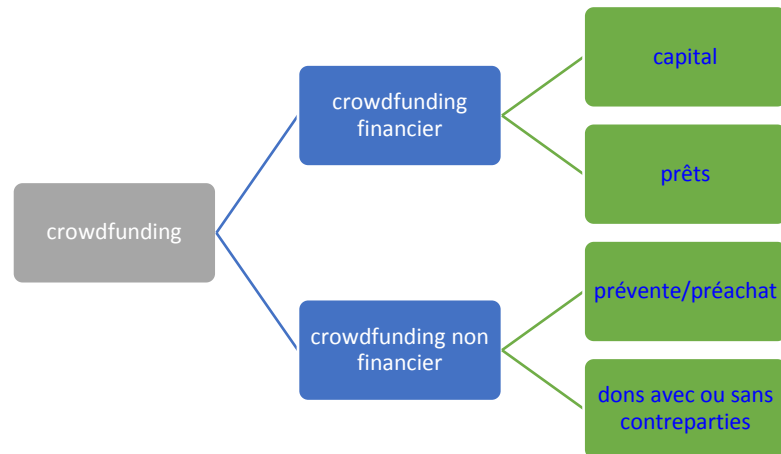 crowdfunding
crowdfunding
financier
capital
prêts
crowdfunding non
financier
prévente/préachat
dons avec ou sans
contreparties